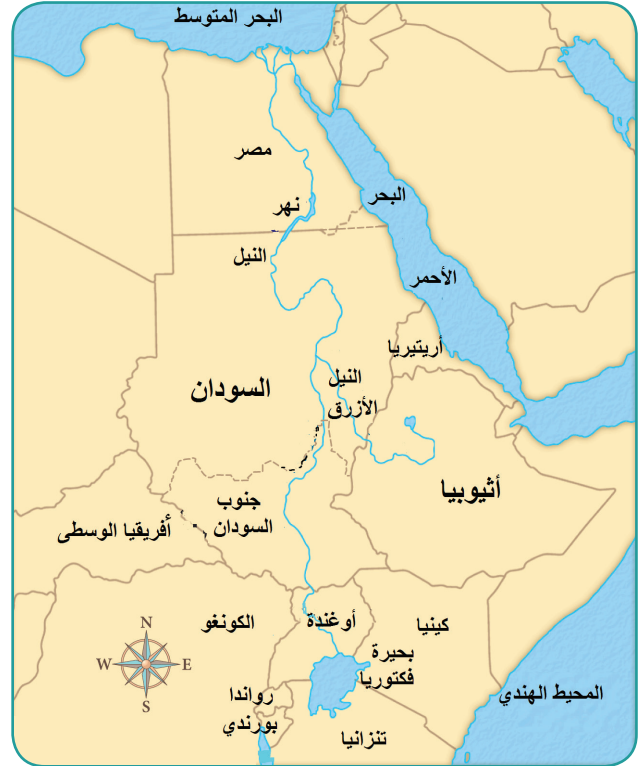 البحر المتوسط
مصر
البحر
نهر
النيل
الأحمر
أريتيريا
السودان
النيل
الأزرق
أثيوبيا
جنوب
السودان
أفريقيا الوسطى
أوغندة
كينيا
الكونغو
N
W
E
S
بحيرة
فكتوريا
رواندا
بورندي
المحيط الهندي
تنزانيا